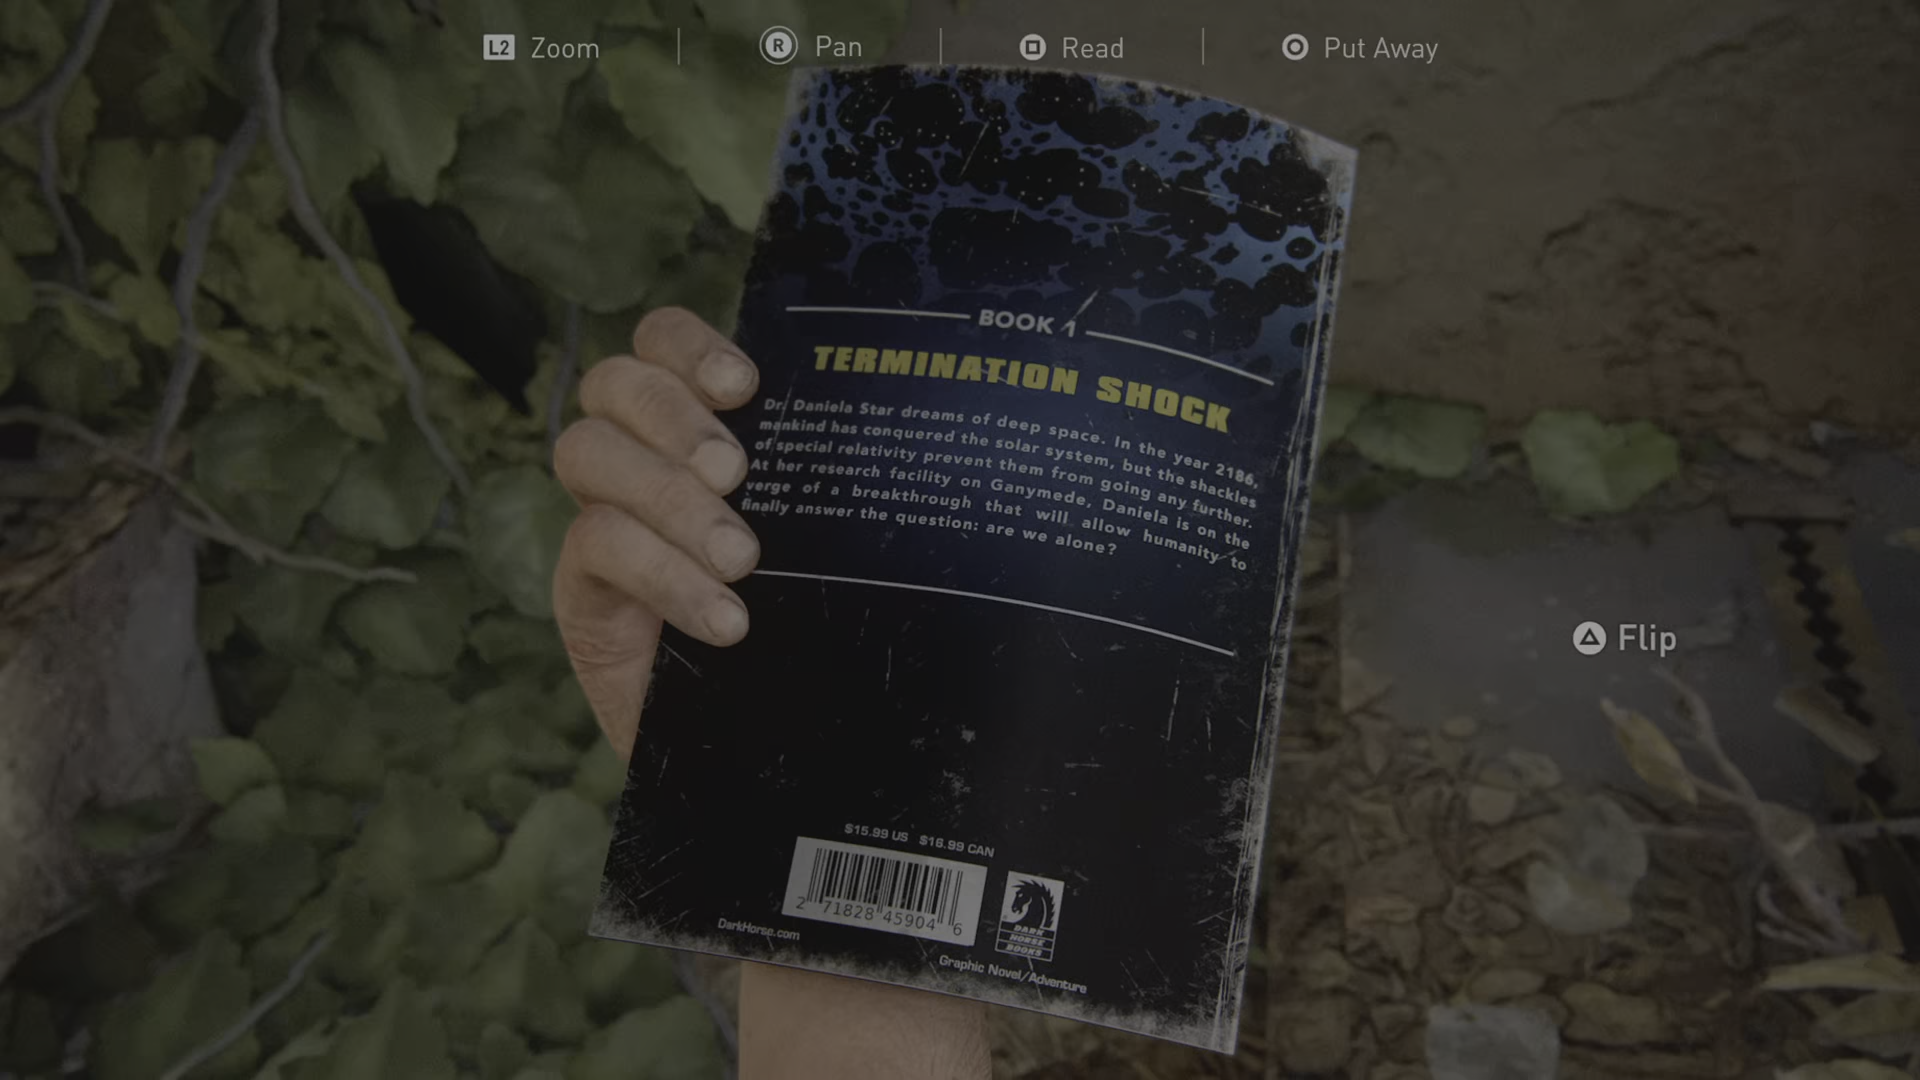 L2 Zoom
R Pan
Read
Put Away
BOOK 1
TERMINATION SHOCK
Dr. Daniela Star dreams of deep space. In the year 2186,
mankind has conquered the solar system, but the shackles
of special relativity prevent them from going any further.
At her research facility on Ganymede, Daniela is on the
verge of a breakthrough that will allow humanity to
finally answer the question: are we alone?
Flip
$15.99 US $16.99 CAN
2 71828 45904 6
DARK
HORSE
BOOKS
DarkHorse.com
Graphic Novel/Adventure